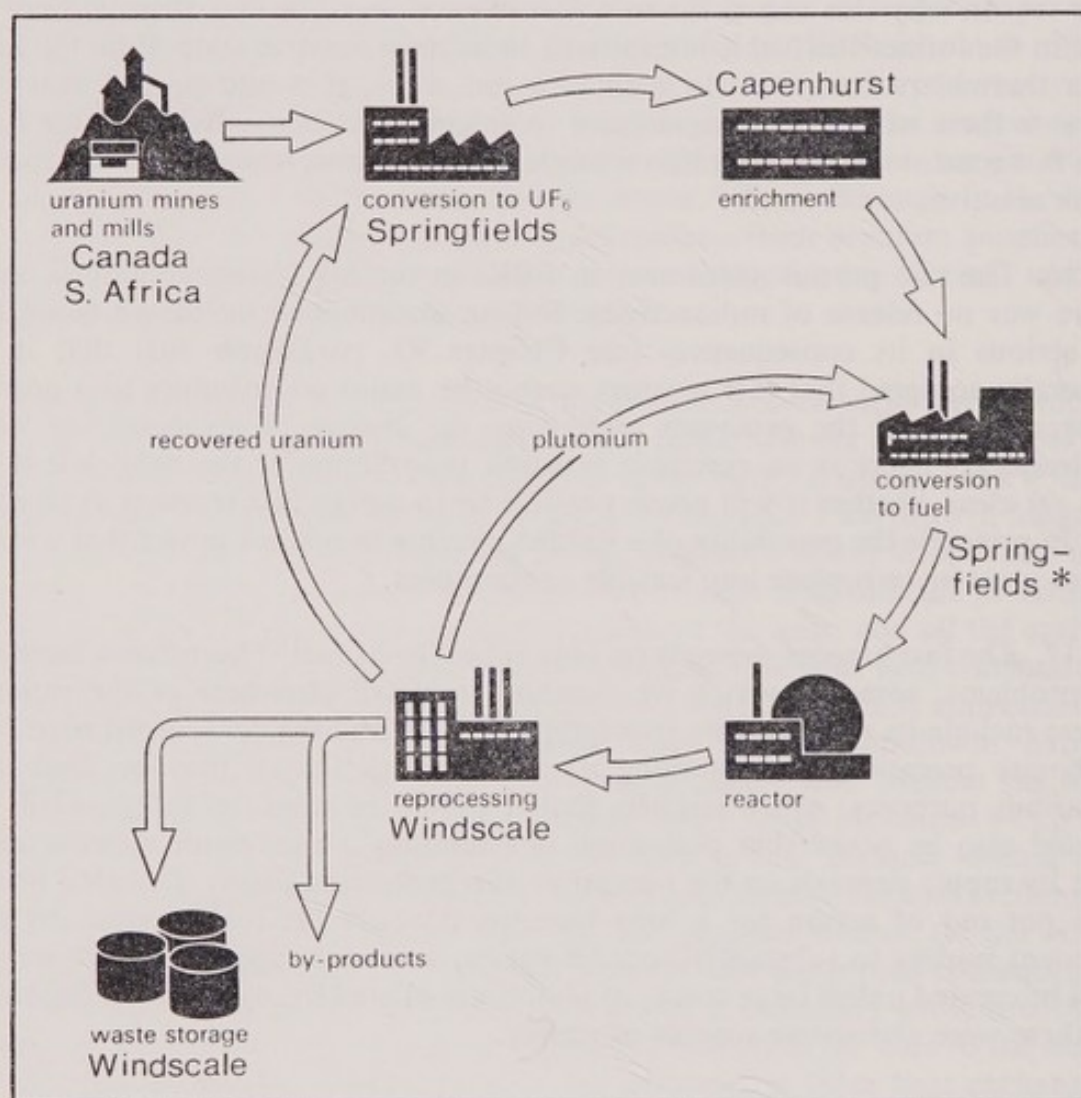 uranium mines
and mills
Canada
S. Africa
conversion to UF₆
Springfields
Capenhurst
enrichment
recovered uranium
plutonium
conversion
to fuel
Spring-
fields *
reprocessing
Windscale
reactor
by-products
waste storage
Windscale